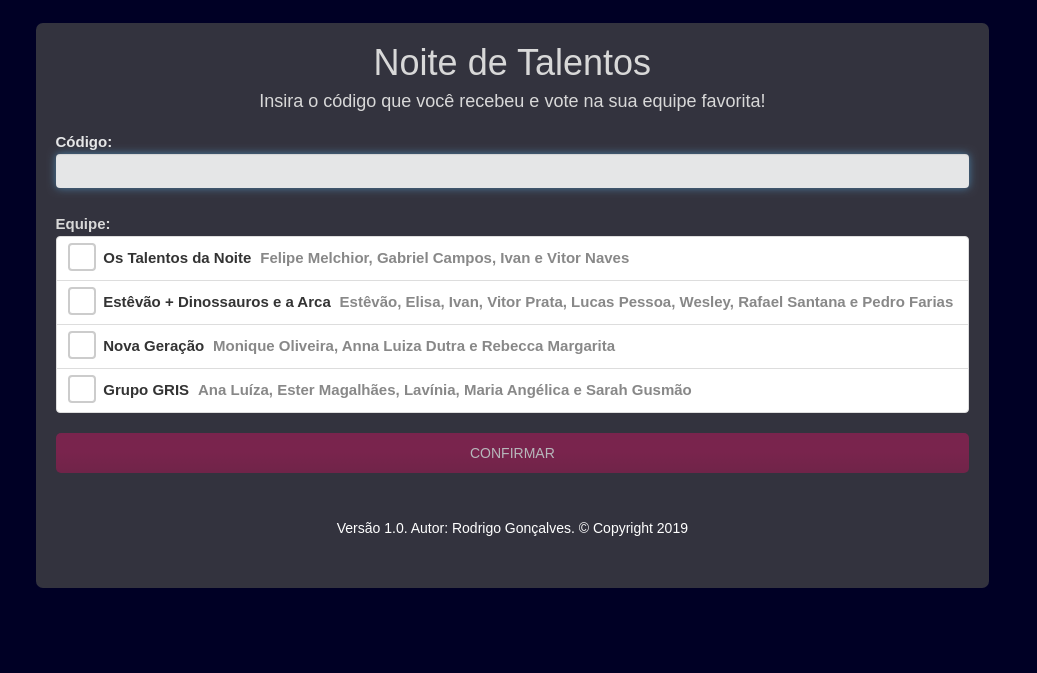 Noite de Talentos
Insira o código que você recebeu e vote na sua equipe favorita!
Código:
Equipe:
Os Talentos da Noite Felipe Melchior, Gabriel Campos, Ivan e Vitor Naves
Estêvão + Dinossauros e a Arca Estêvão, Elisa, Ivan, Vitor Prata, Lucas Pessoa, Wesley, Rafael Santana e Pedro Farias
Nova Geração Monique Oliveira, Anna Luiza Dutra e Rebecca Margarita
Grupo GRIS Ana Luíza, Ester Magalhães, Lavínia, Maria Angélica e Sarah Gusmão
CONFIRMAR
Versão 1.0. Autor: Rodrigo Gonçalves. © Copyright 2019